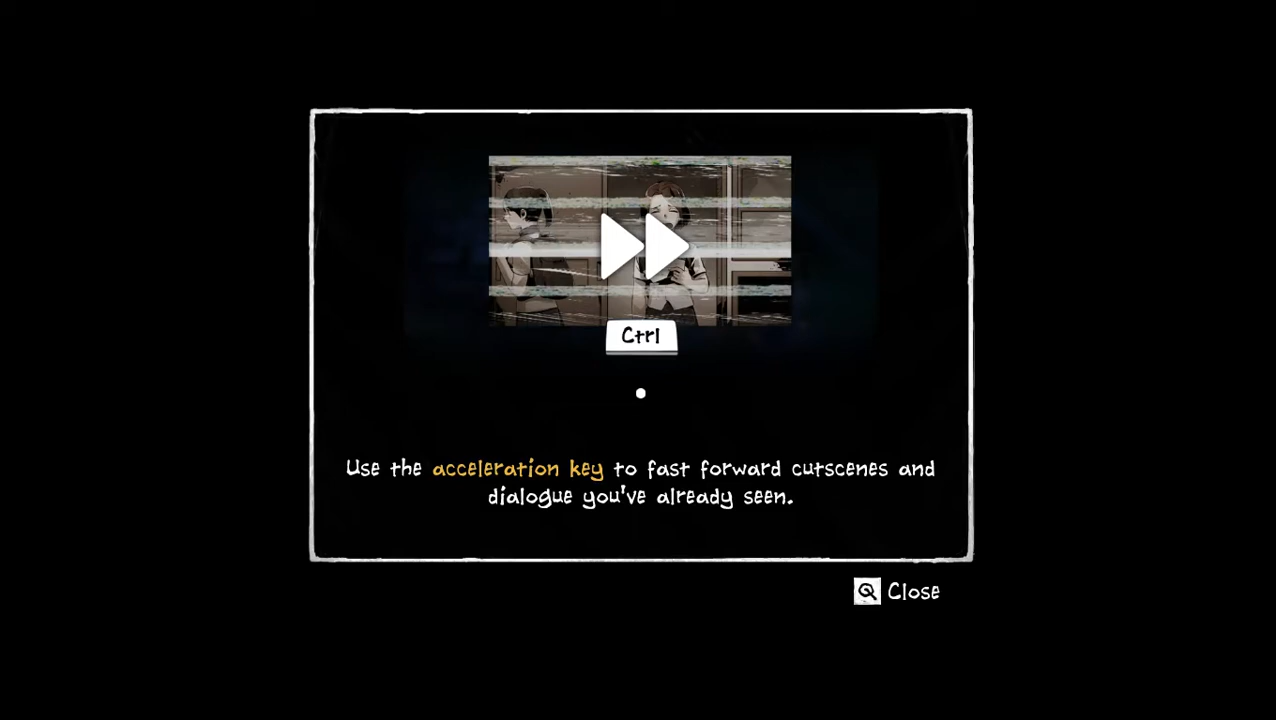 Ctrl
Use the acceleration key to fast forward cutscenes and
dialogue you've already seen.
Close